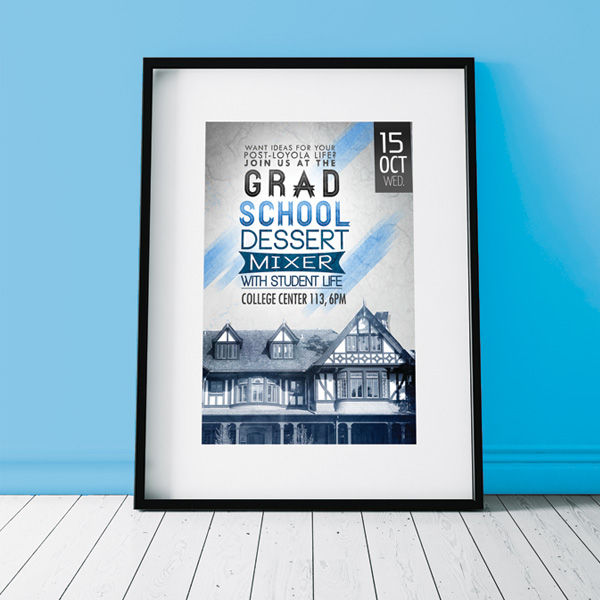 WANT IDEAS FOR YOUR
POST-LOYOLA LIFE?
JOIN US AT THE
GRAD
SCHOOL
DESSERT
MIXER
WITH STUDENT LIFE
COLLEGE CENTER 113, 6PM
15
OCT
WED.